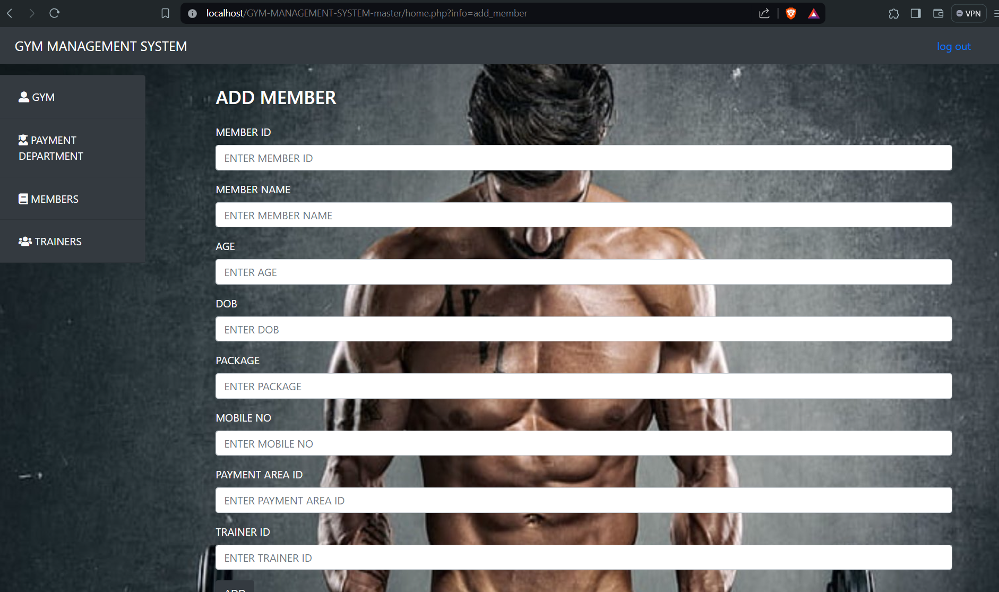 localhost/GYM-MANAGEMENT-SYSTEM-master/home.php?info=add_member
VPN
GYM MANAGEMENT SYSTEM
log out
GYM
PAYMENT
DEPARTMENT
MEMBERS
TRAINERS
ADD MEMBER
MEMBER ID
ENTER MEMBER ID
MEMBER NAME
ENTER MEMBER NAME
AGE
ENTER AGE
DOB
ENTER DOB
PACKAGE
ENTER PACKAGE
MOBILE NO
ENTER MOBILE NO
PAYMENT AREA ID
ENTER PAYMENT AREA ID
TRAINER ID
ENTER TRAINER ID
ADD